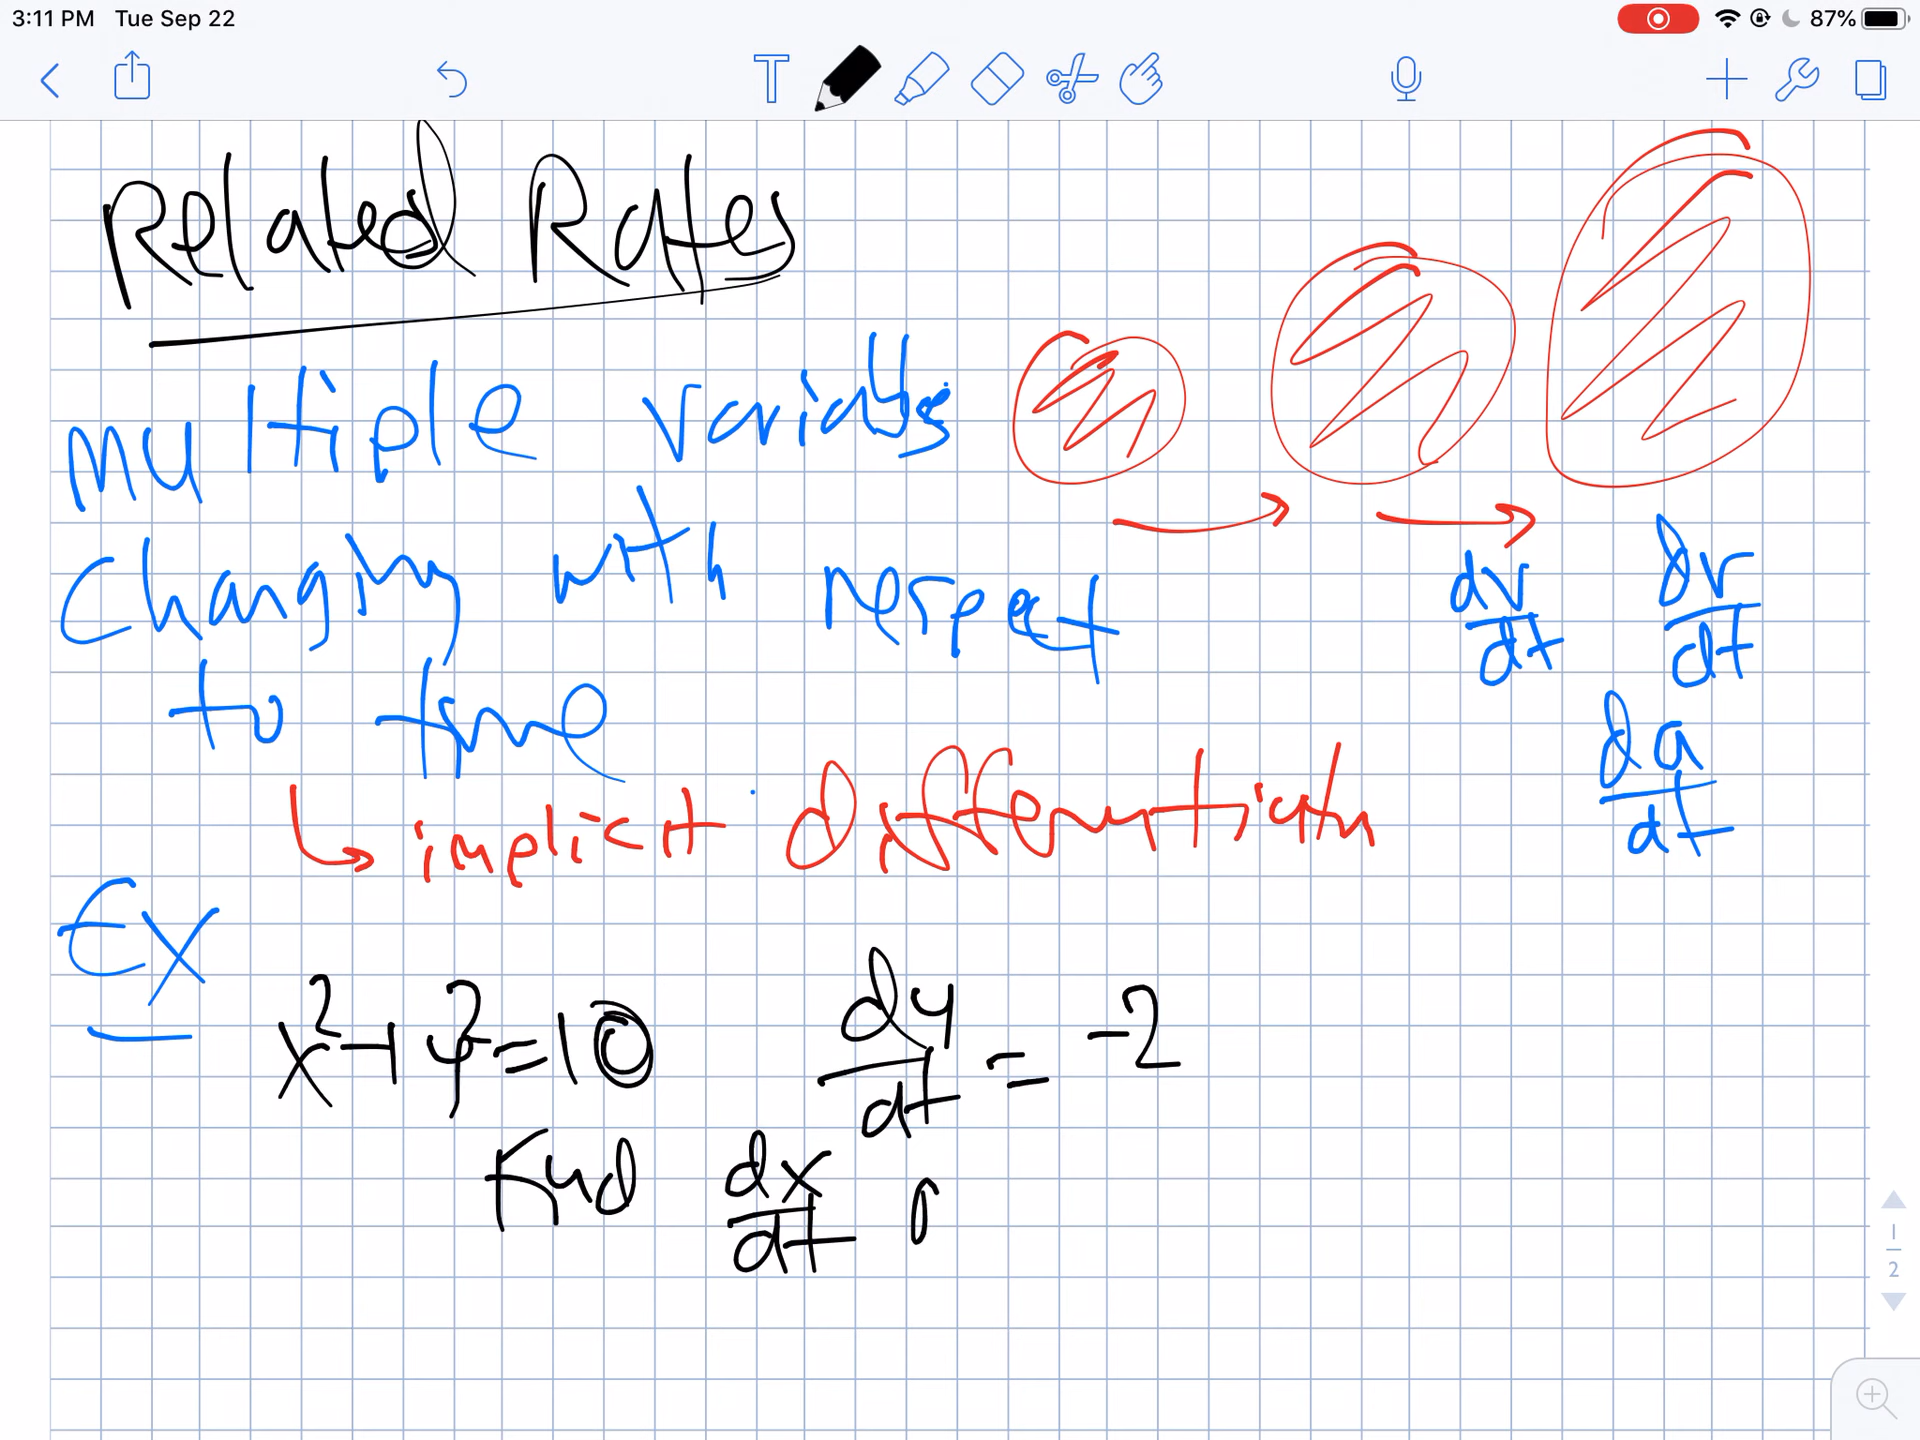 3:11 PM Tue Sep 22 87%
T
Related Rates
Multiple variables
changing with respect
to time
dv/dt dr/dt
da/dt
↳ implicit differentiation
Ex
x²+y²=10 dy/dt = -2
Find dx/dt
1
2